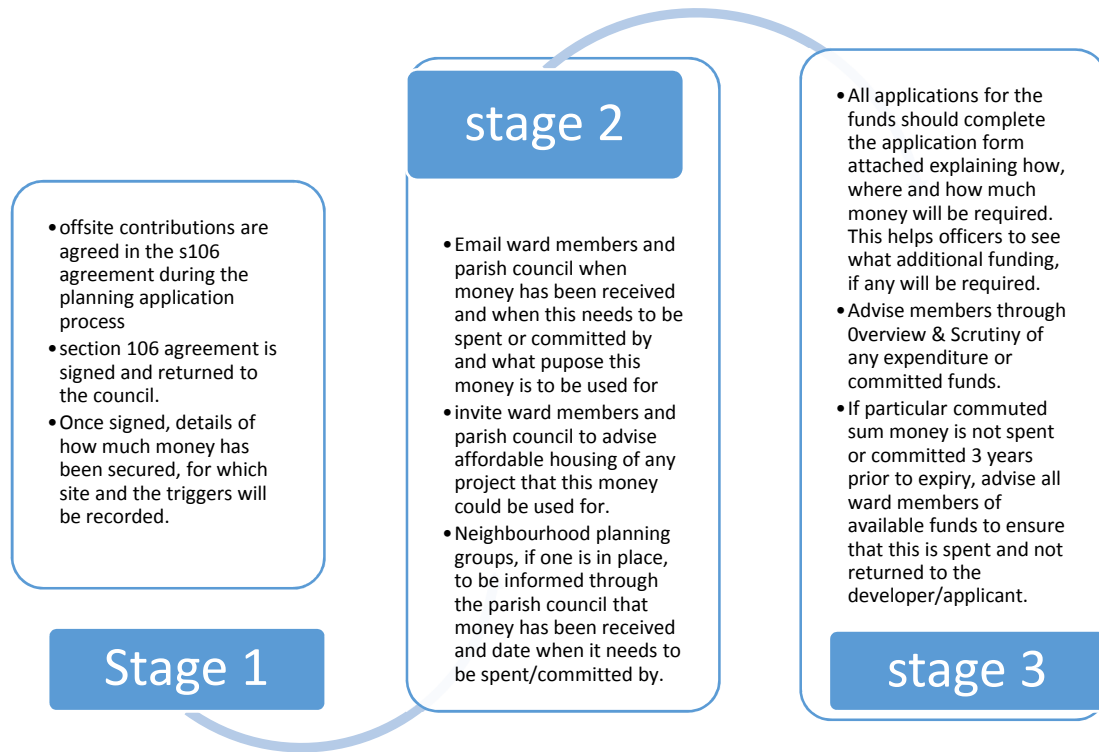 •offsite contributions are
agreed in the s106
agreement during the
planning application
process
•section 106 agreement is
signed and returned to
the council.
•Once signed, details of
how much money has
been secured, for which
site and the triggers will
be recorded.
Stage 1
stage 2
•Email ward members and
parish council when
money has been received
and when this needs to be
spent or committed by
and what pupose this
money is to be used for
•invite ward members and
parish council to advise
affordable housing of any
project that this money
could be used for.
•Neighbourhood planning
groups, if one is in place,
to be informed through
the parish council that
money has been received
and date when it needs to
be spent/committed by.
•All applications for the
funds should complete
the application form
attached explaining how,
where and how much
money will be required.
This helps officers to see
what additional funding,
if any will be required.
•Advise members through
0verview & Scrutiny of
any expenditure or
committed funds.
•If particular commuted
sum money is not spent
or committed 3 years
prior to expiry, advise all
ward members of
available funds to ensure
that this is spent and not
returned to the
developer/applicant.
stage 3